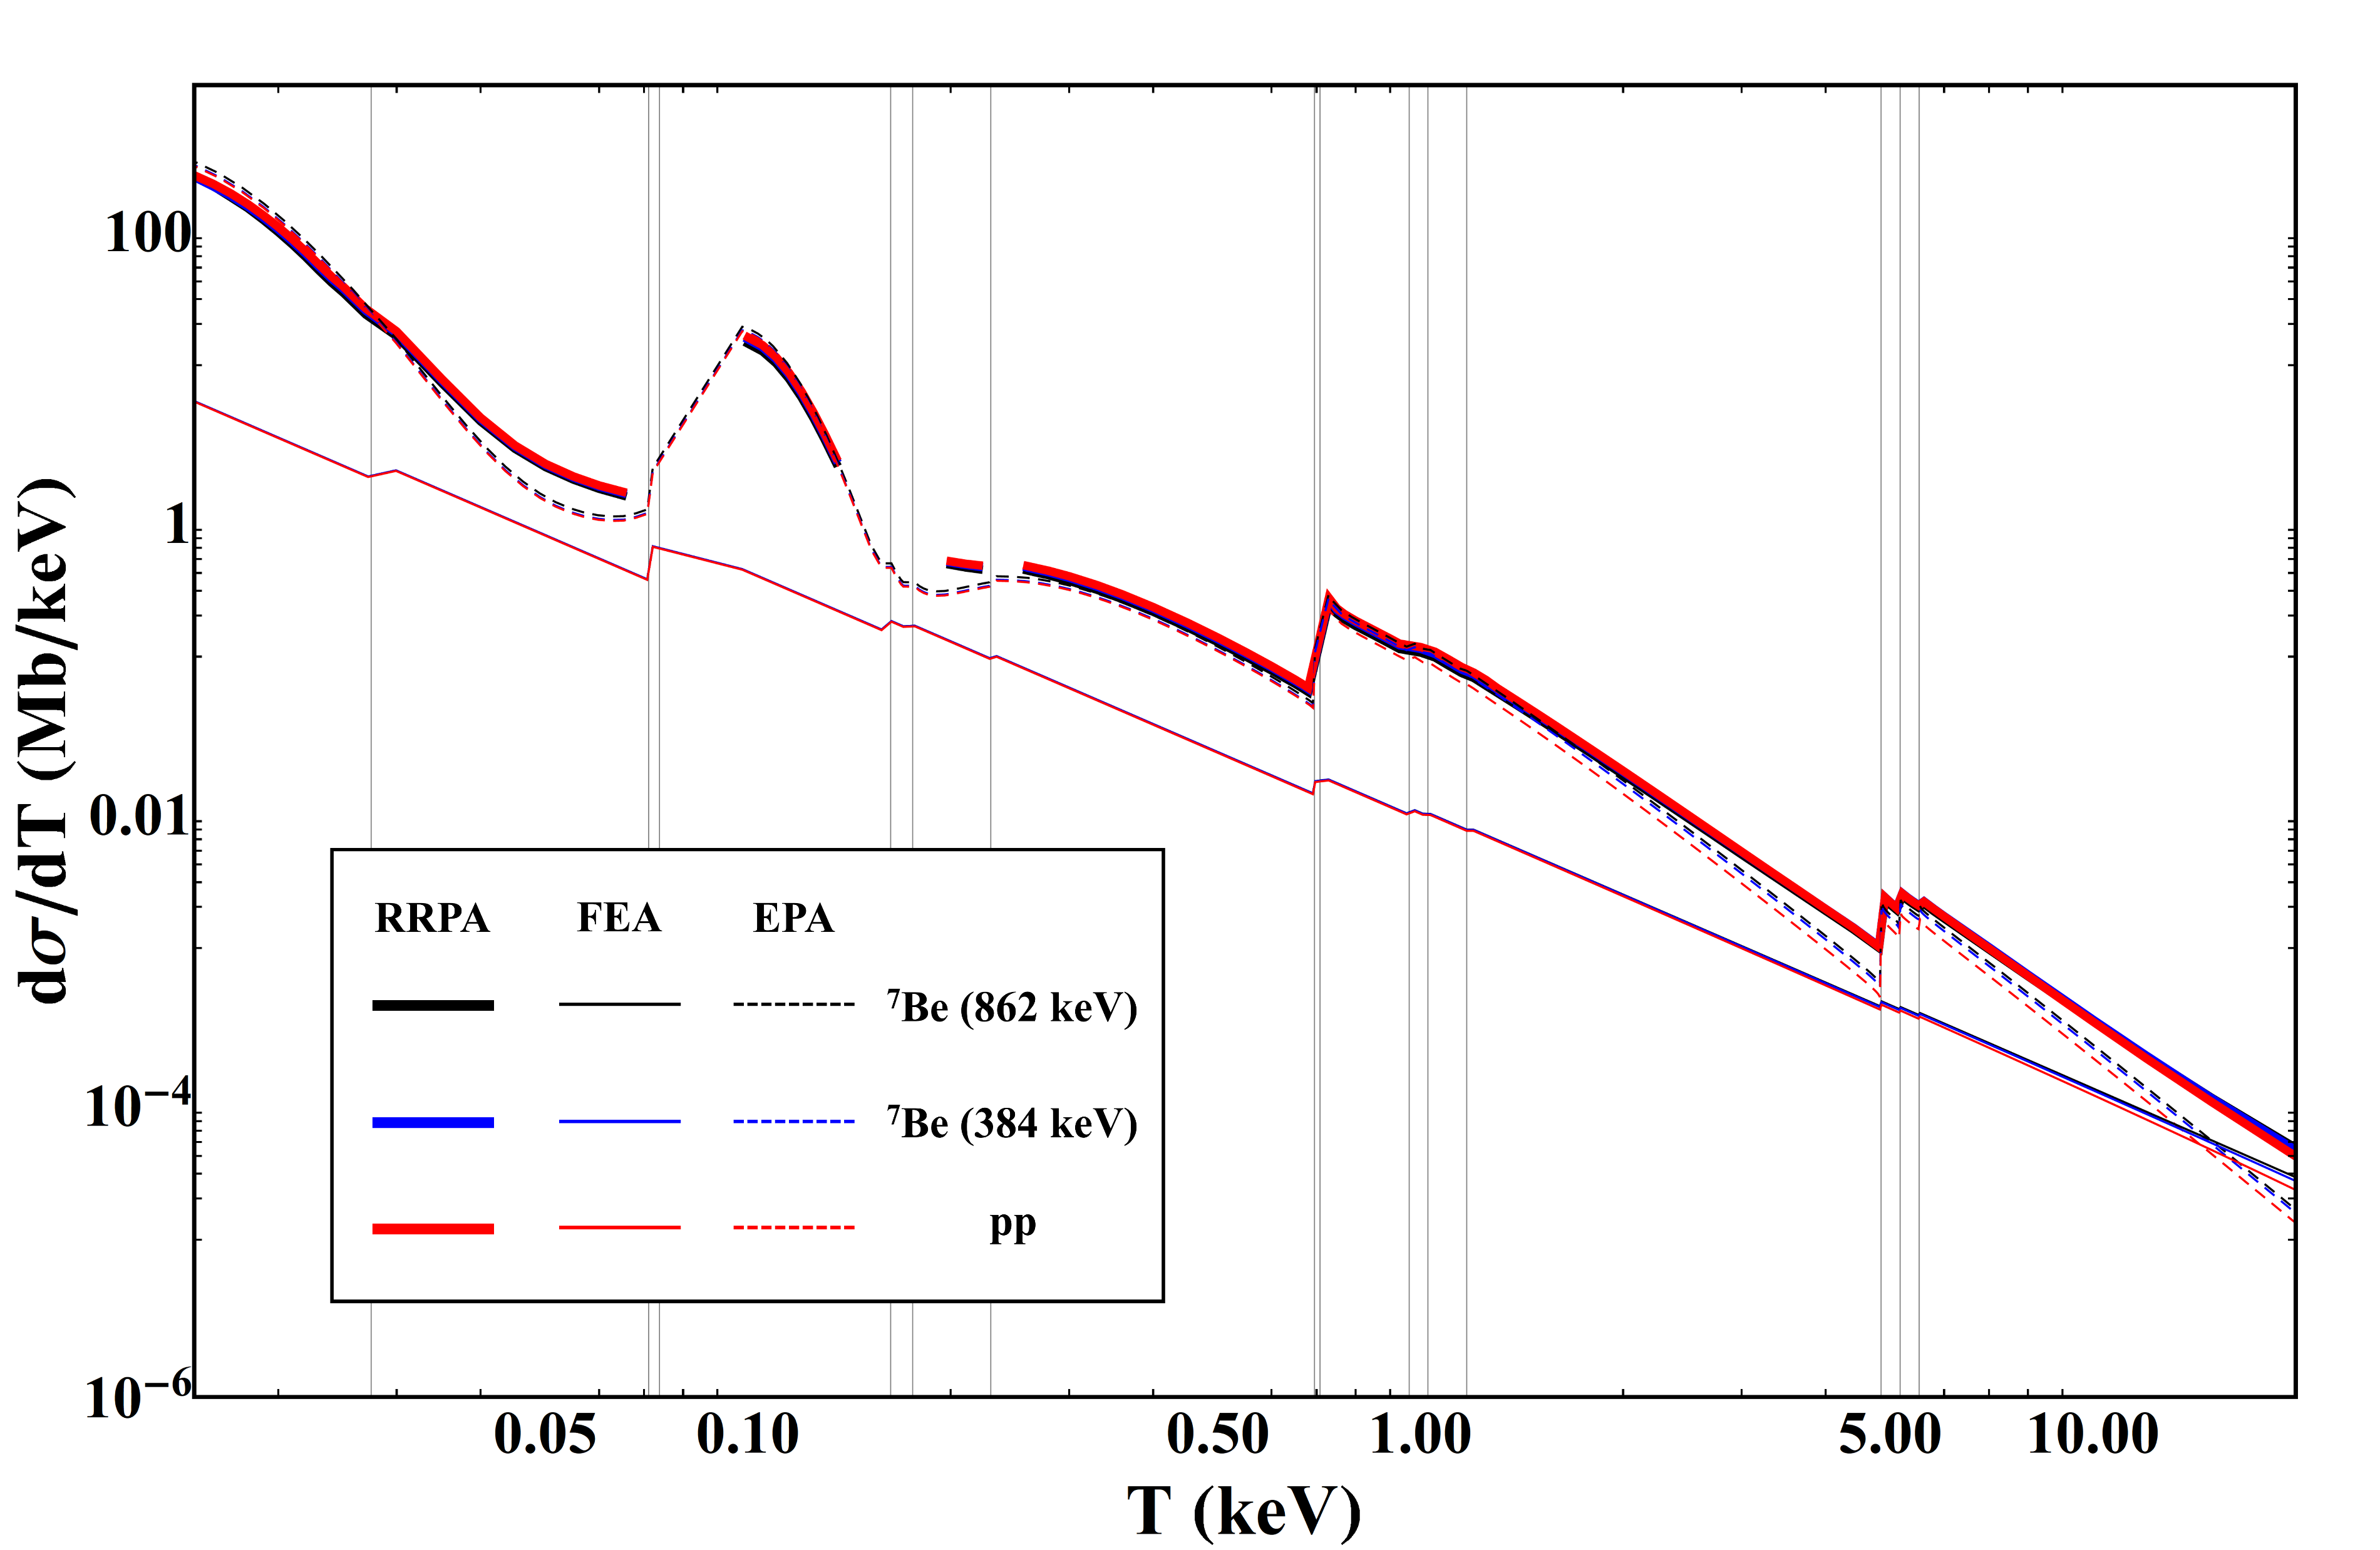 dσ/dT (Mb/keV)
100
1
0.01
10−4
10−6
RRPA FEA EPA
7Be (862 keV)
7Be (384 keV)
pp
0.05 0.10 0.50 1.00 5.00 10.00
T (keV)